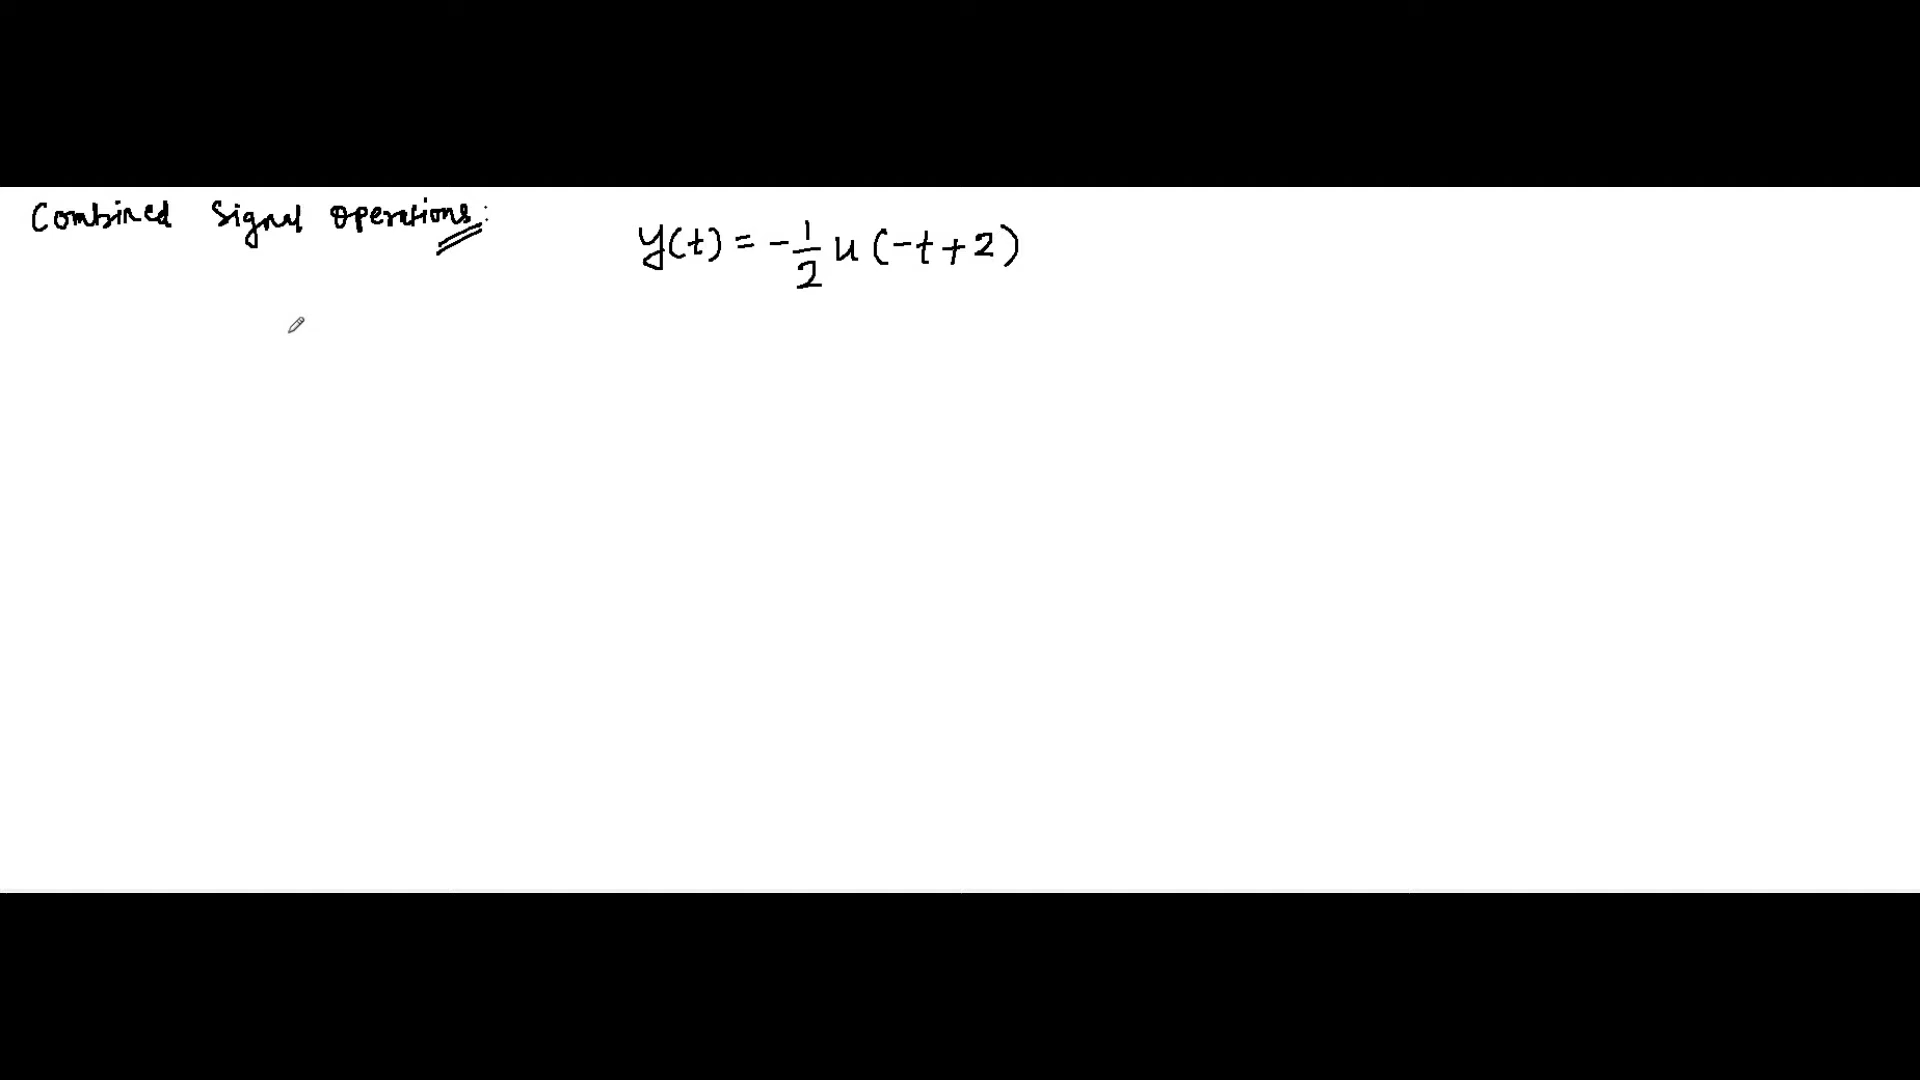 Combined Signal Operations:
y(t) = -1/2 u(-t+2)